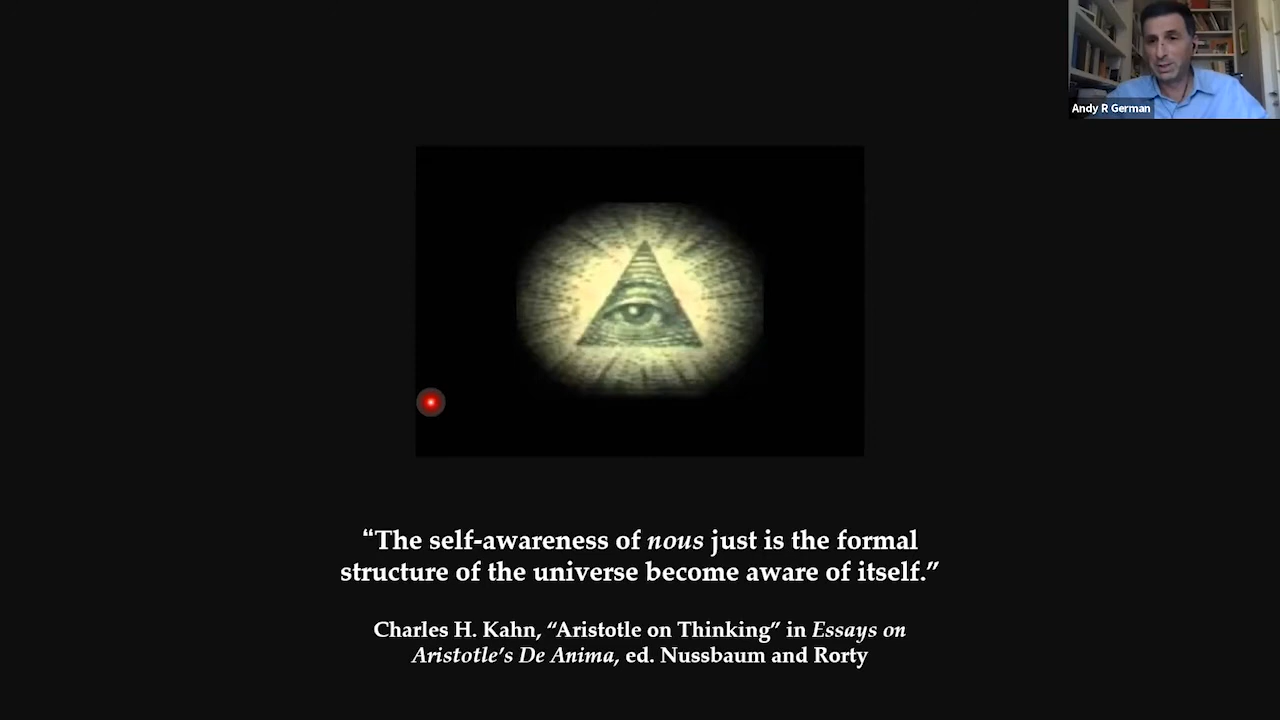 Andy R German
“The self-awareness of nous just is the formal
structure of the universe become aware of itself.”
Charles H. Kahn, “Aristotle on Thinking” in Essays on
Aristotle’s De Anima, ed. Nussbaum and Rorty